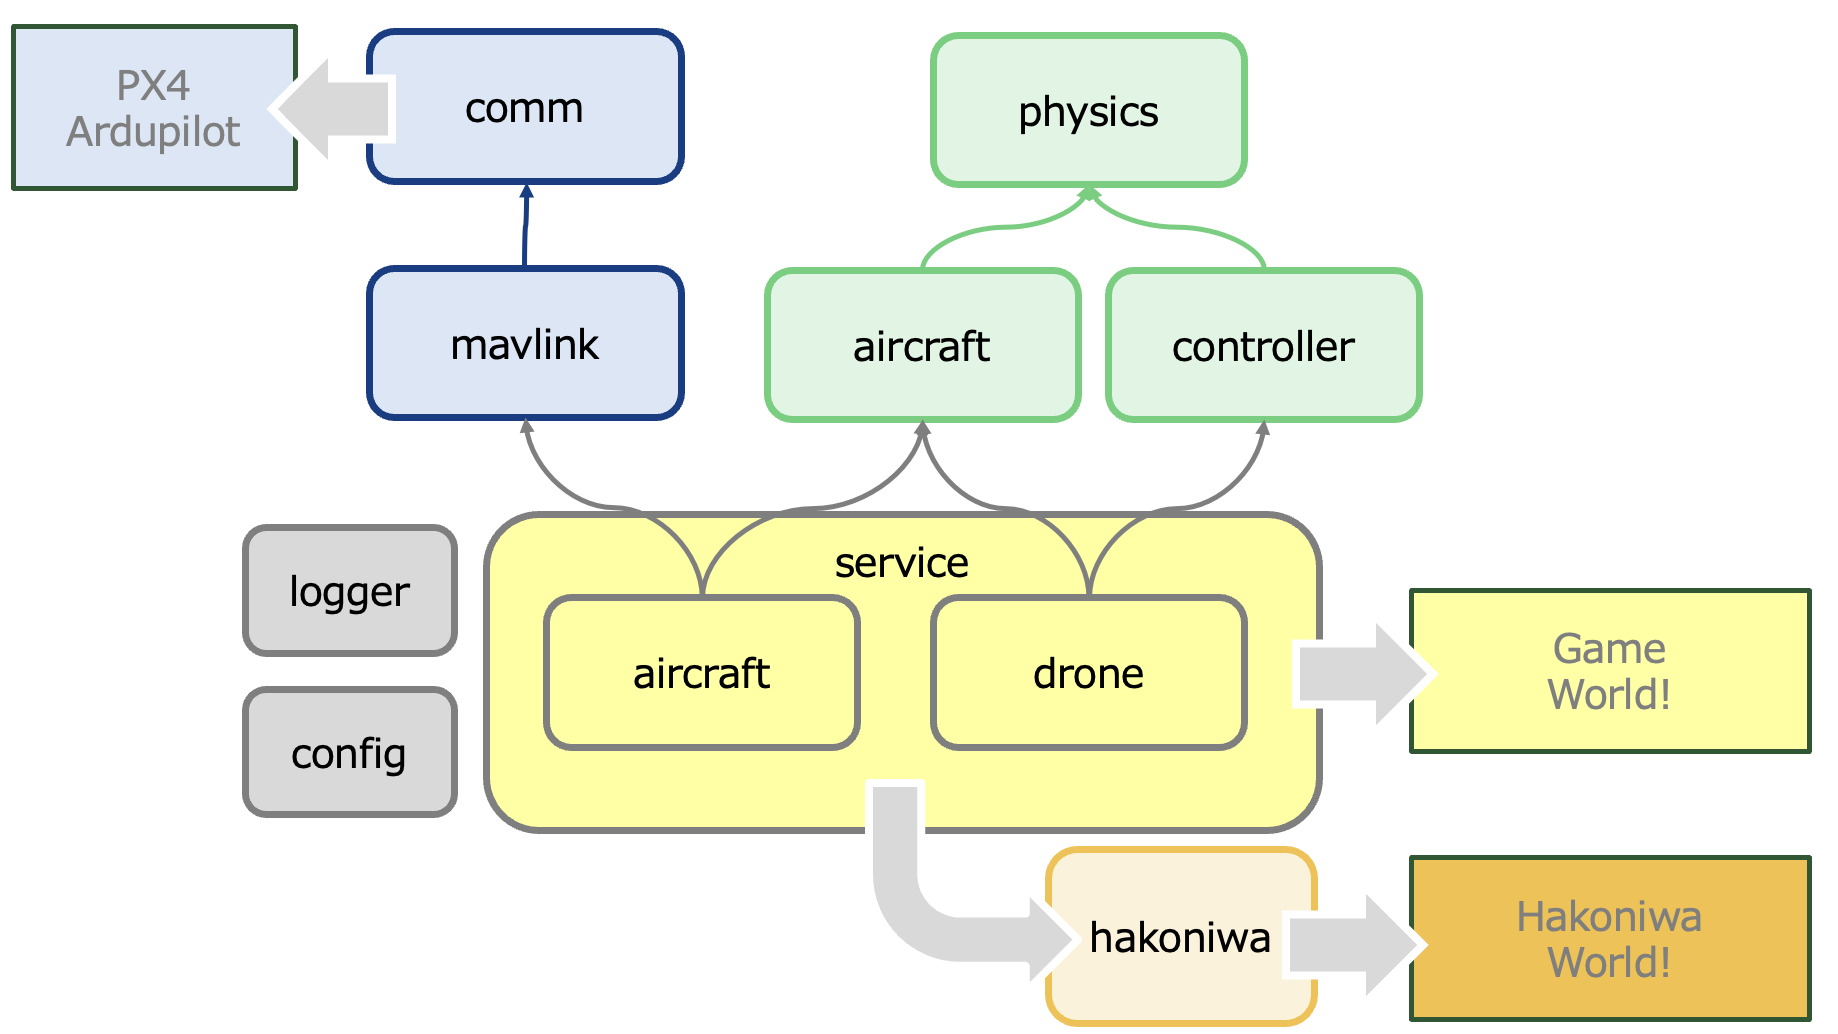 PX4
Ardupilot
comm
physics
mavlink
aircraft
controller
service
logger
aircraft
drone
Game
World!
config
hakoniwa
Hakoniwa
World!